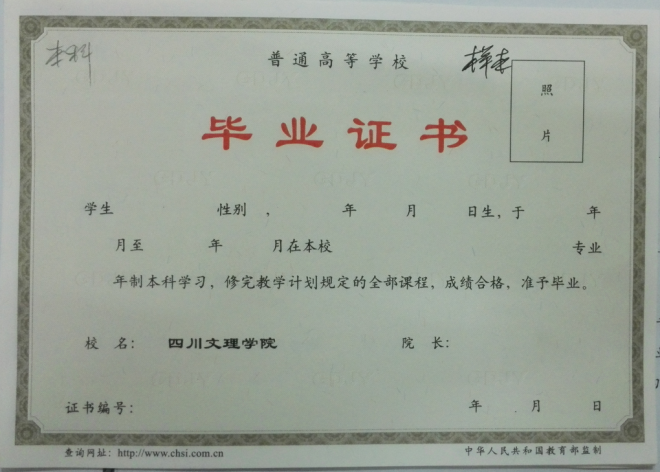 本科
普通高等学校
样本
照
片
毕业证书
学生 性别 , 年 月 日生,于 年
月至 年 月在本校 专业
年制本科学习,修完教学计划规定的全部课程,成绩合格,准予毕业。
校 名: 四川文理学院 院 长:
证书编号: 年 月 日
查询网址:http://www.chsi.com.cn 中华人民共和国教育部监制